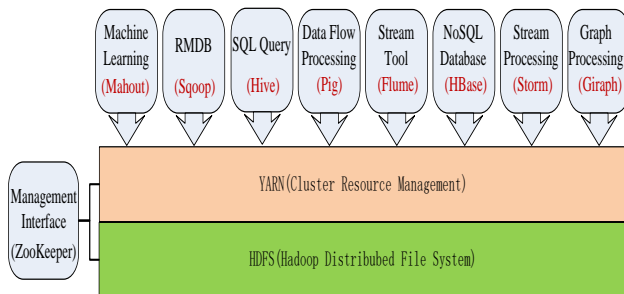 Machine
Learning
(Mahout)
RMDB
(Sqoop)
SQL Query
(Hive)
Data Flow
Processing
(Pig)
Stream
Tool
(Flume)
NoSQL
Database
(HBase)
Stream
Processing
(Storm)
Graph
Processing
(Giraph)
Management
Interface
(ZooKeeper)
YARN(Cluster Resource Management)
HDFS(Hadoop Distribubed File System)